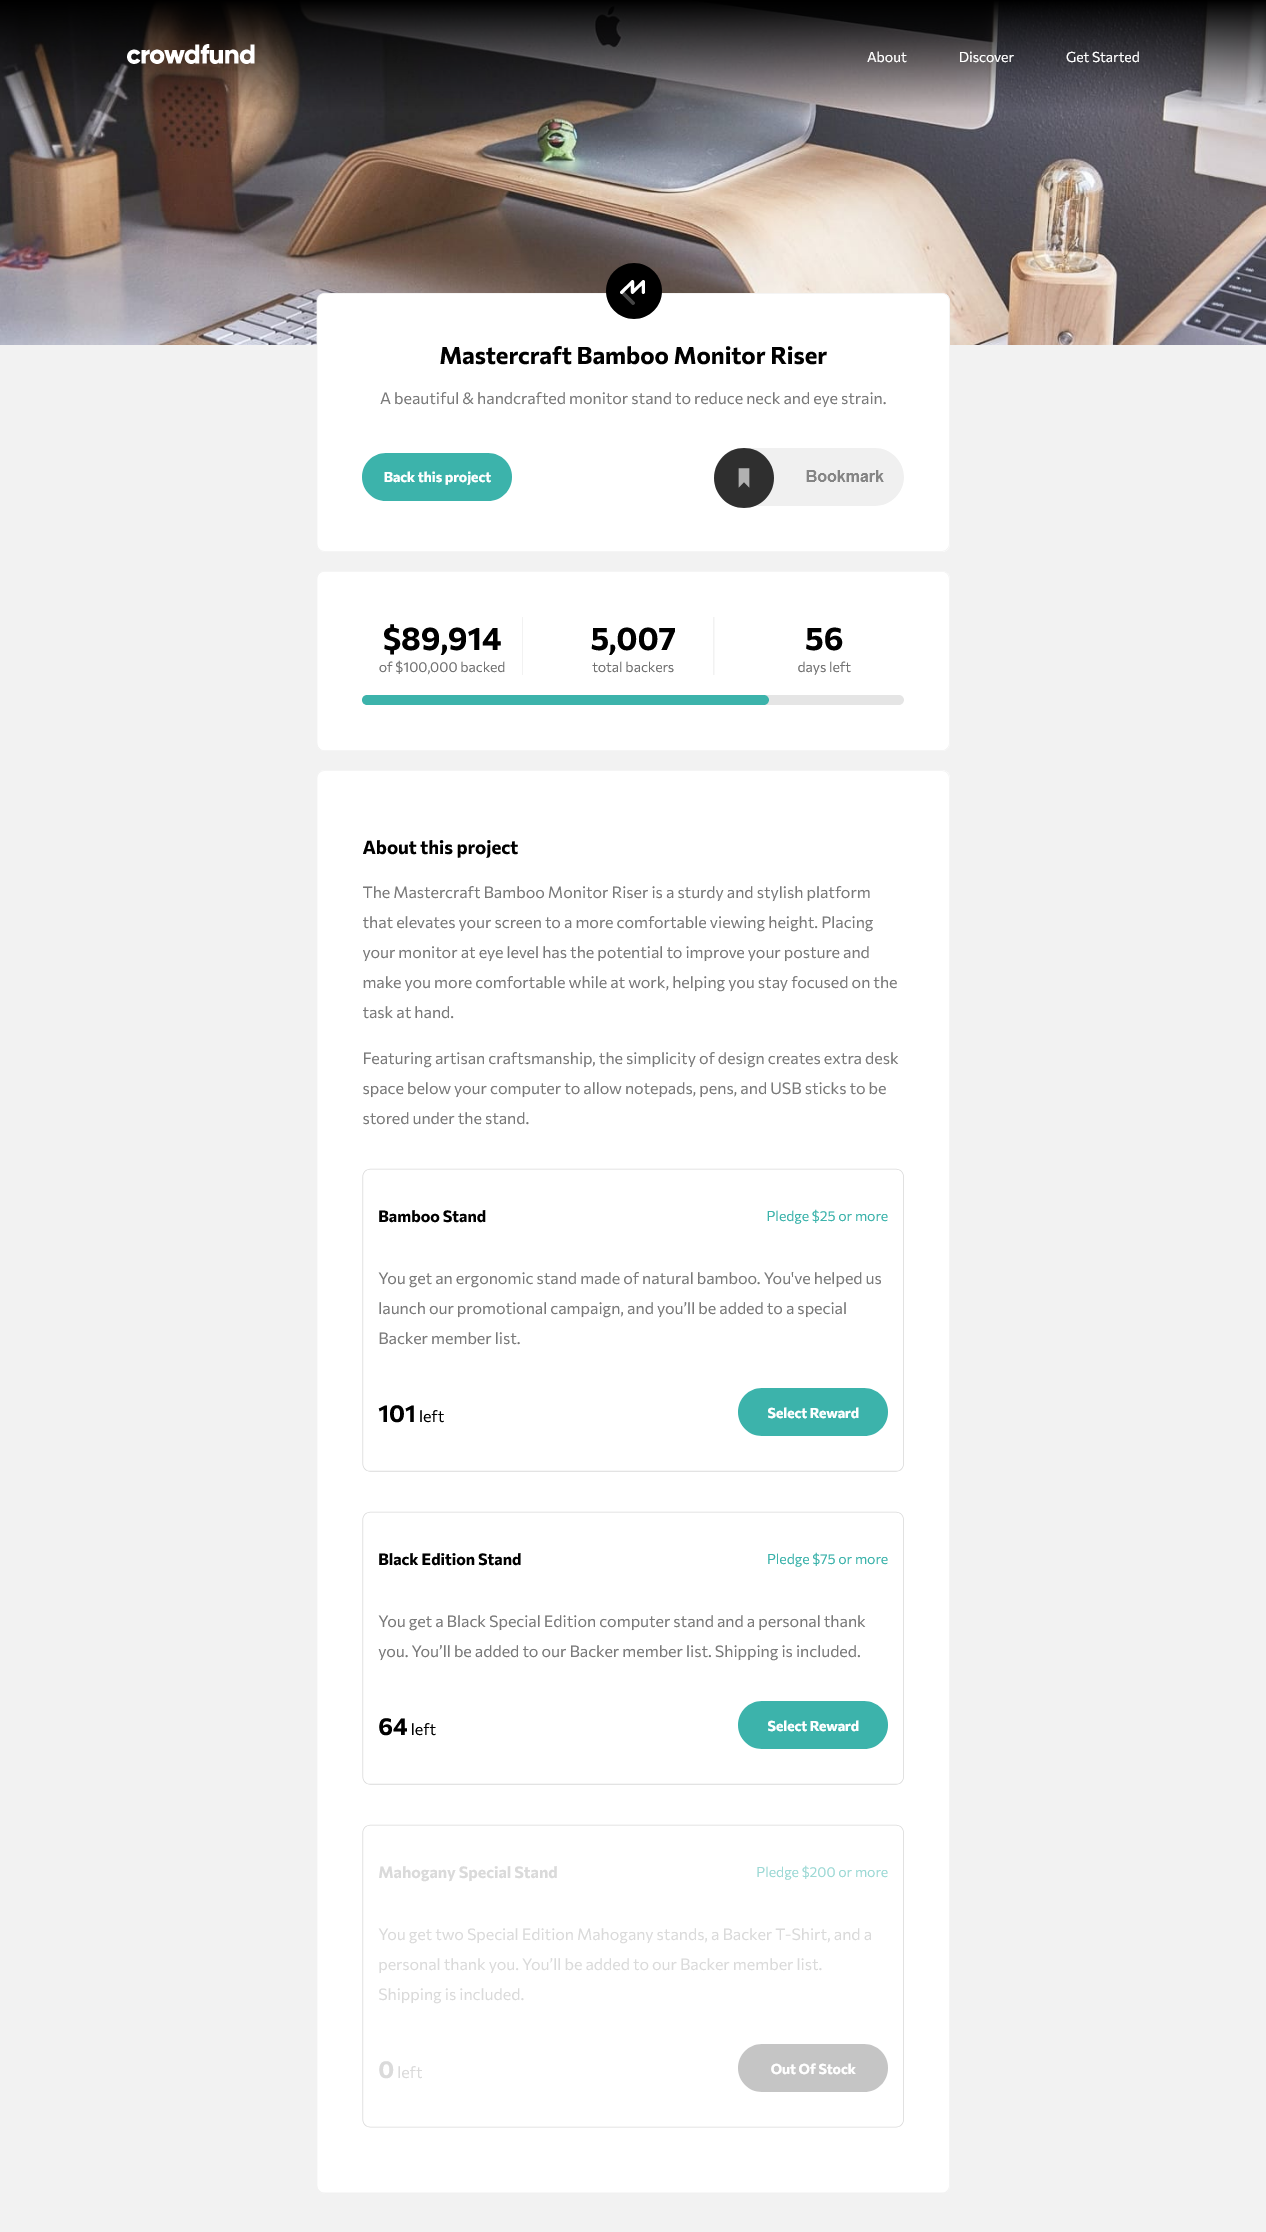 crowdfund
About Discover Get Started
Mastercraft Bamboo Monitor Riser
A beautiful & handcrafted monitor stand to reduce neck and eye strain.
Back this project
Bookmark
$89,914 5,007 56
of $100,000 backed total backers days left
About this project
The Mastercraft Bamboo Monitor Riser is a sturdy and stylish platform
that elevates your screen to a more comfortable viewing height. Placing
your monitor at eye level has the potential to improve your posture and
make you more comfortable while at work, helping you stay focused on the
task at hand.
Featuring artisan craftsmanship, the simplicity of design creates extra desk
space below your computer to allow notepads, pens, and USB sticks to be
stored under the stand.
Bamboo Stand Pledge $25 or more
You get an ergonomic stand made of natural bamboo. You've helped us
launch our promotional campaign, and you’ll be added to a special
Backer member list.
101 left Select Reward
Black Edition Stand Pledge $75 or more
You get a Black Special Edition computer stand and a personal thank
you. You’ll be added to our Backer member list. Shipping is included.
64 left Select Reward
Mahogany Special Stand Pledge $200 or more
You get two Special Edition Mahogany stands, a Backer T-Shirt, and a
personal thank you. You’ll be added to our Backer member list.
Shipping is included.
0 left Out Of Stock